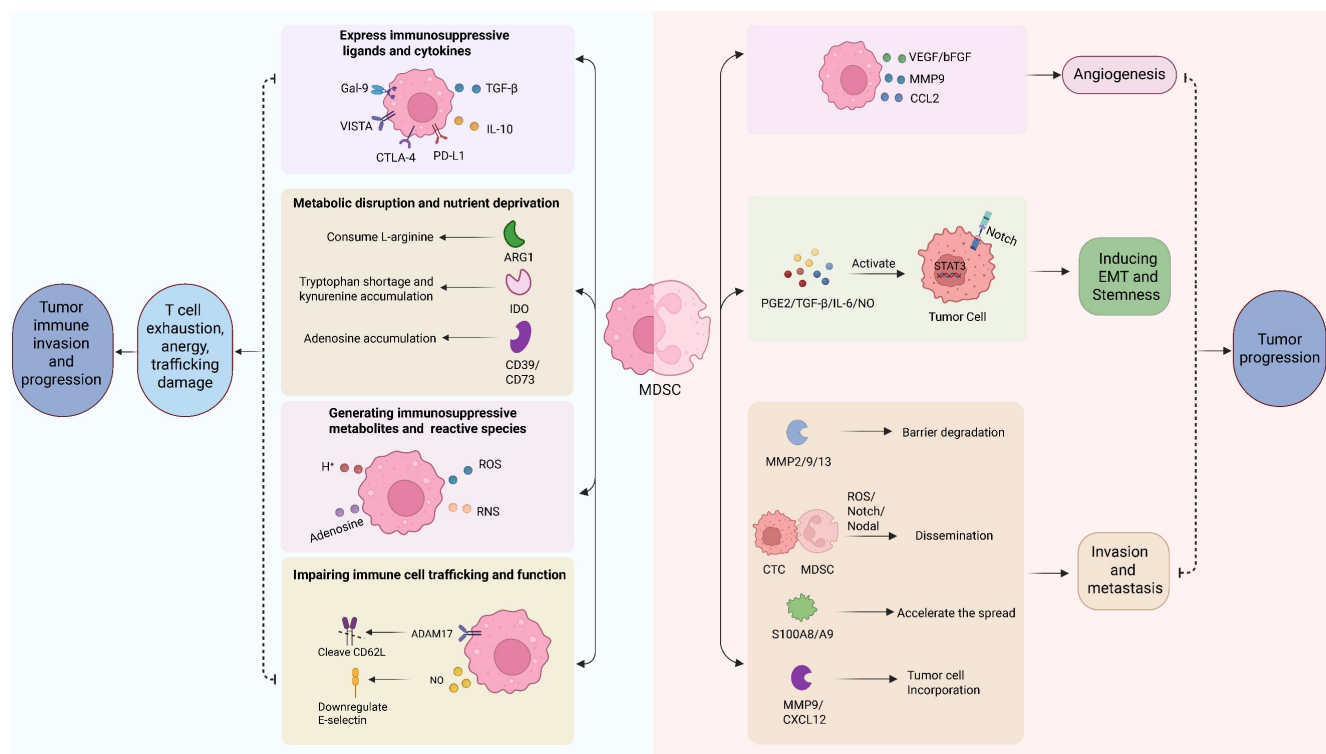 Express immunosuppressive
ligands and cytokines
Gal-9
TGF-β
VISTA
IL-10
CTLA-4
PD-L1
Metabolic disruption and nutrient deprivation
Consume L-arginine
ARG1
Tryptophan shortage and
kynurenine accumulation
IDO
Adenosine accumulation
CD39/
CD73
Generating immunosuppressive
metabolites and reactive species
H⁺
ROS
Adenosine
RNS
Impairing immune cell trafficking and function
ADAM17
Cleave CD62L
NO
Downregulate
E-selectin
T cell
exhaustion,
anergy,
trafficking
damage
Tumor
immune
invasion
and
progression
MDSC
VEGF/bFGF
MMP9
CCL2
Angiogenesis
PGE2/TGF-β/IL-6/NO
Activate
Notch
STAT3
Tumor Cell
Inducing
EMT and
Stemness
MMP2/9/13
Barrier degradation
CTC
MDSC
ROS/
Notch/
Nodal
Dissemination
S100A8/A9
Accelerate the spread
MMP9/
CXCL12
Tumor cell
Incorporation
Invasion
and
metastasis
Tumor
progression